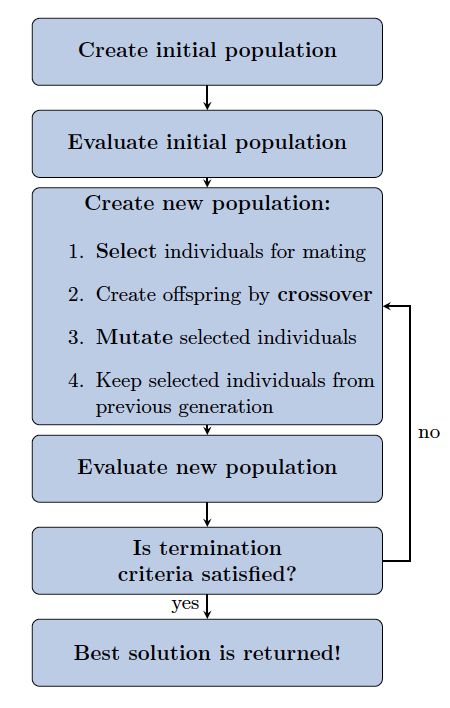 Create initial population
Evaluate initial population
Create new population:
1. Select individuals for mating
2. Create offspring by crossover
3. Mutate selected individuals
4. Keep selected individuals from
previous generation
no
Evaluate new population
Is termination
criteria satisfied?
yes
Best solution is returned!